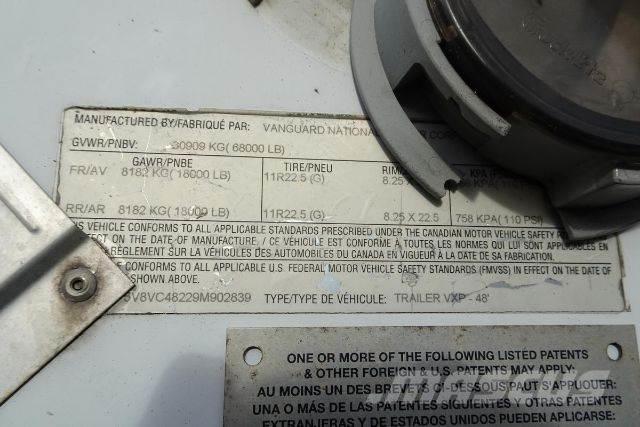 MANUFACTURED BY/FABRIQUÉ PAR: VANGUARD NATIONAL
GVWR/PNBV: 30909 KG( 68000 LB)
GAWR/PNBE TIRE/PNEU
FR/AV 8182 KG( 18000 LB) 11R22.5 (G) 8.25 X KPA
RR/AR 8182 KG( 18000 LB) 11R22.5 (G) 8.25 X 22.5 758 KPA( 110 PSI)
VEHICLE CONFORMS TO ALL APPLICABLE STANDARDS PRESCRIBED UNDER THE CANADIAN MOTOR VEHICLE SAFETY
EFFECT ON THE DATE OF MANUFACTURE / CE VÉHICULE EST CONFORME À TOUTES LES NORMES QUI LUI SONT APPLICABLES
RÈGLEMENT SUR LA SÉCURITÉ DES VÉHICULES AUTOMOBILES DU CANADA EN VIGUEUR À LA DATE DE SA FABRICATION.
VEHICLE CONFORMS TO ALL APPLICABLE U.S. FEDERAL MOTOR VEHICLE SAFETY STANDARDS (FMVSS) IN EFFECT ON THE DATE
SHOWN ABOVE.
5V8VC48229M902839 TYPE/TYPE DE VÉHICULE: TRAILER VXP - 48'
ONE OR MORE OF THE FOLLOWING LISTED PATENTS
& OTHER FOREIGN & U.S. PATENTS MAY APPLY:
AU MOINS UN DES BREVETS CI-DESSOUS PAUT S'APPLIQUER:
UNA O MÁS DE LAS PATENTES SIGUIENTES Y OTRAS PATENTES
EXTRANJERAS Y DE ESTADOS UNIDOS PUEDEN APLICARSE: